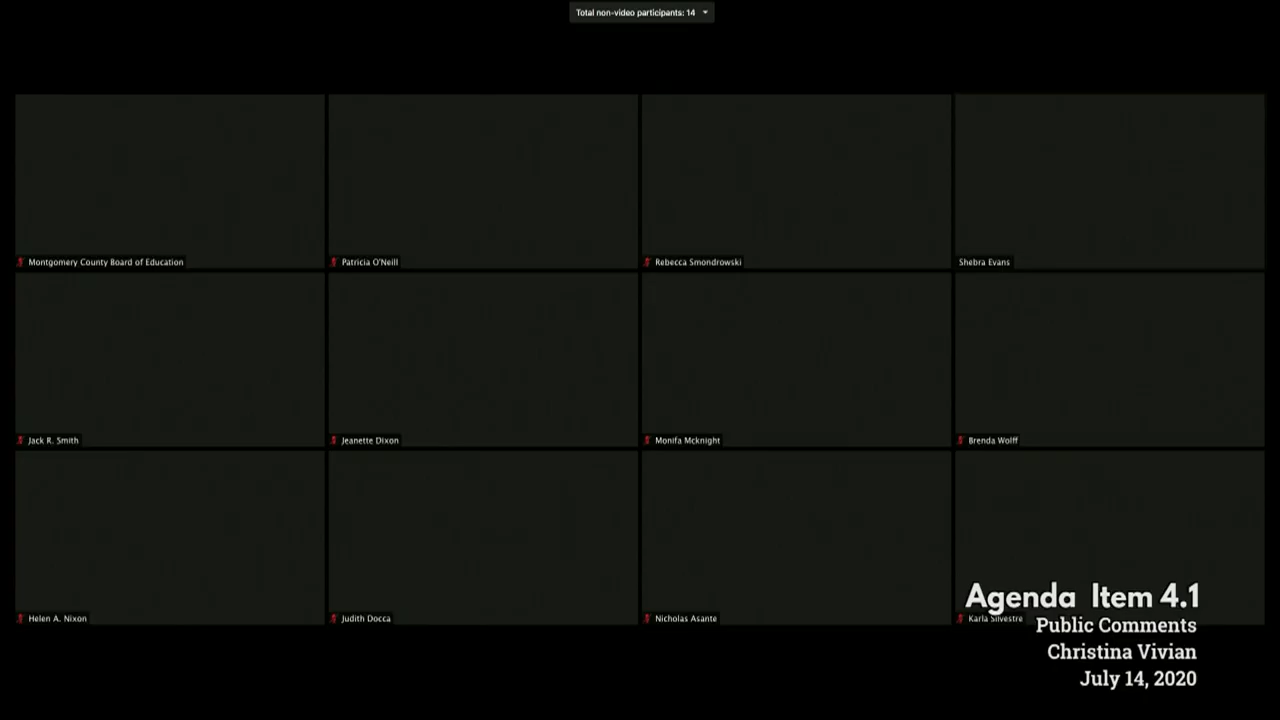 Total non-video participants: 14
Montgomery County Board of Education
Patricia O'Neill
Rebecca Smondrowski
Shebra Evans
Jack R. Smith
Jeanette Dixon
Monifa Mcknight
Brenda Wolff
Helen A. Nixon
Judith Docca
Nicholas Asante
Karla Silvestre
Agenda Item 4.1
Public Comments
Christina Vivian
July 14, 2020